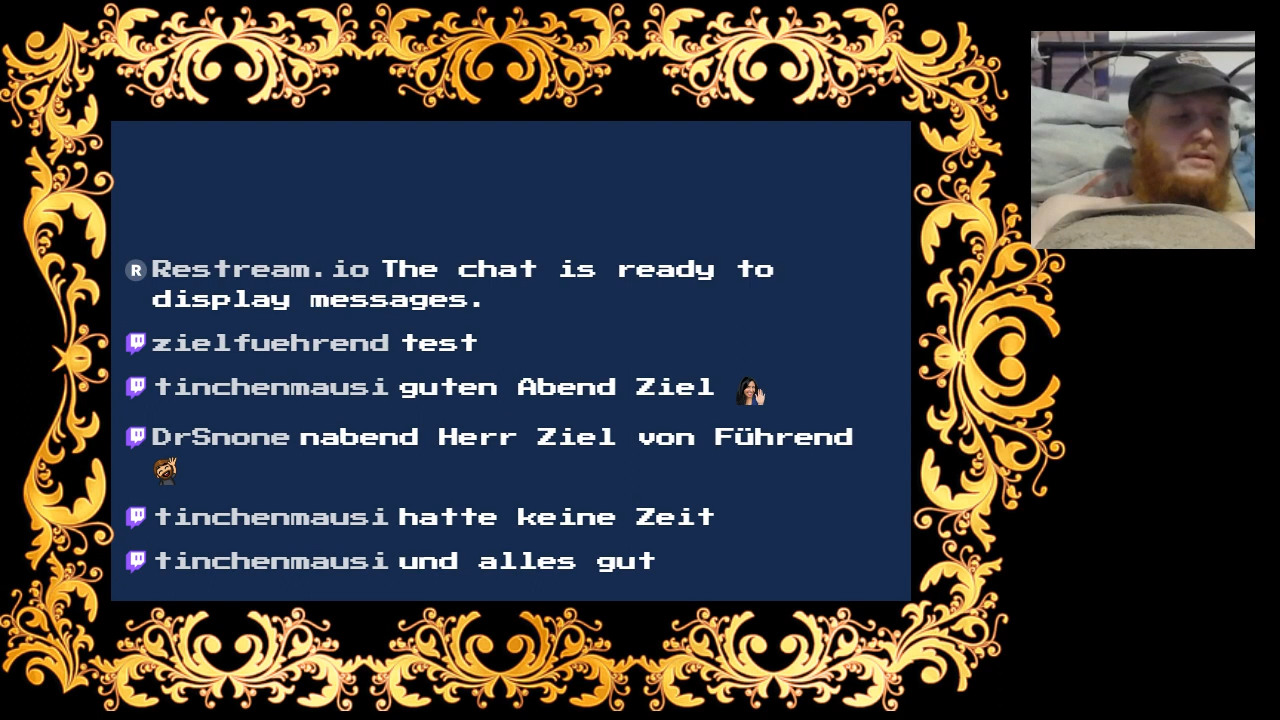 R Restream.io The chat is ready to
display messages.
zielfuehrend test
tinchenmausi guten Abend Ziel
DrSnone nabend Herr Ziel von Führend
tinchenmausi hatte keine Zeit
tinchenmausi und alles gut